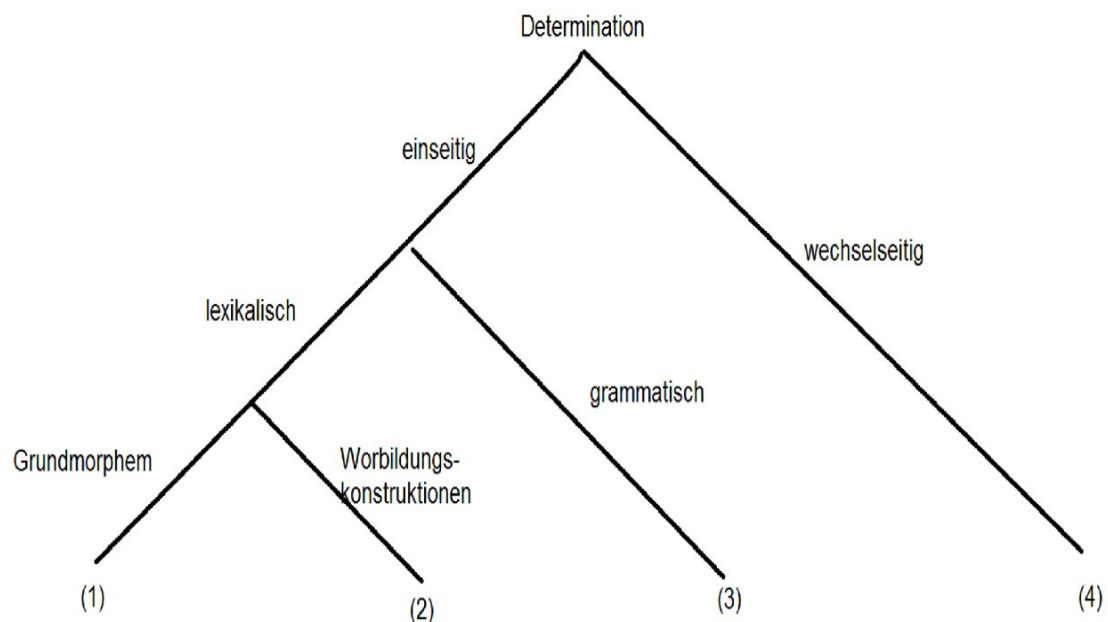 Determination
einseitig
wechselseitig
lexikalisch
grammatisch
Grundmorphem
Worbildungs-
konstruktionen
(1)
(2)
(3)
(4)